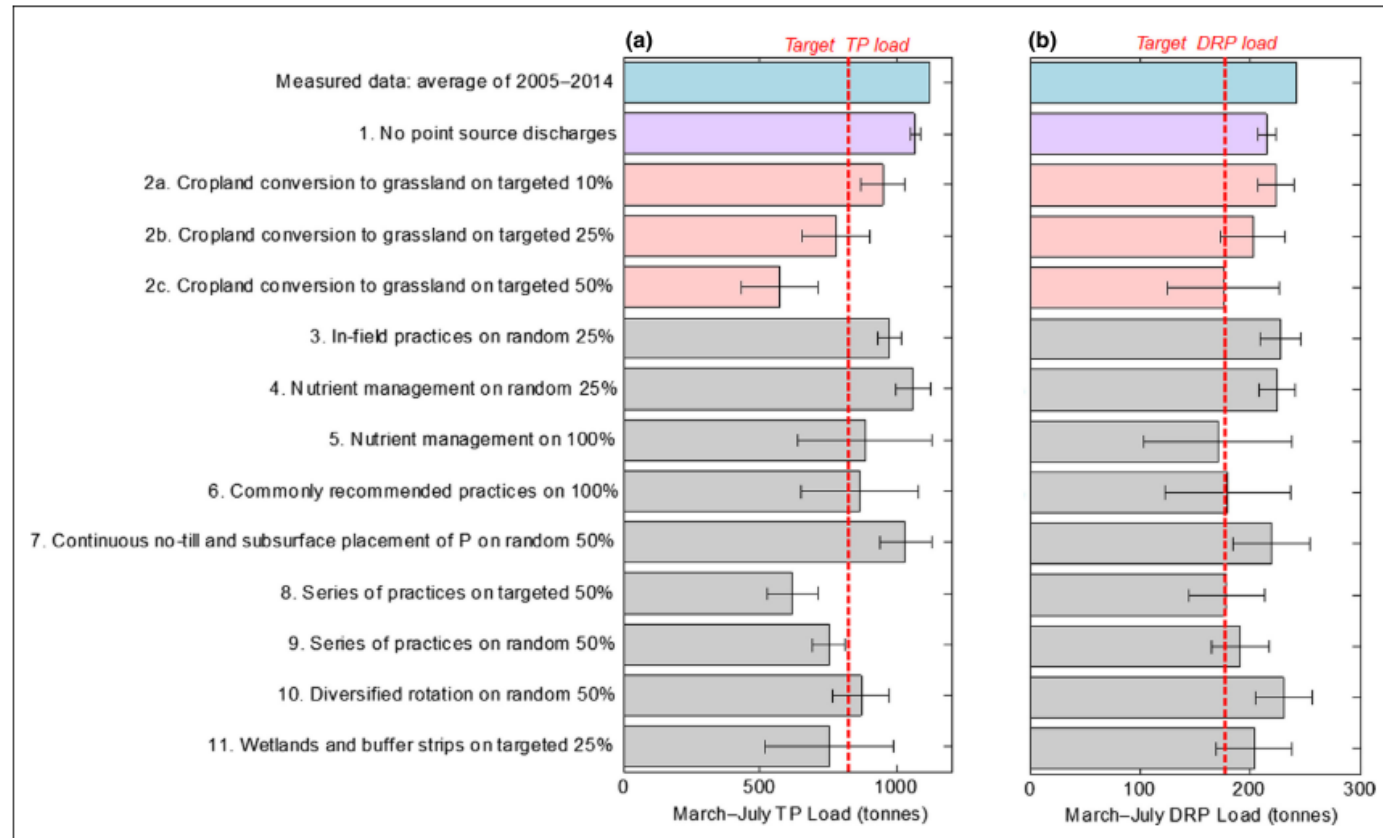 (a)
Target TP load
(b)
Target DRP load
Measured data: average of 2005–2014
1. No point source discharges
2a. Cropland conversion to grassland on targeted 10%
2b. Cropland conversion to grassland on targeted 25%
2c. Cropland conversion to grassland on targeted 50%
3. In-field practices on random 25%
4. Nutrient management on random 25%
5. Nutrient management on 100%
6. Commonly recommended practices on 100%
7. Continuous no-till and subsurface placement of P on random 50%
8. Series of practices on targeted 50%
9. Series of practices on random 50%
10. Diversified rotation on random 50%
11. Wetlands and buffer strips on targeted 25%
0 500 1000
March–July TP Load (tonnes)
0 100 200 300
March–July DRP Load (tonnes)